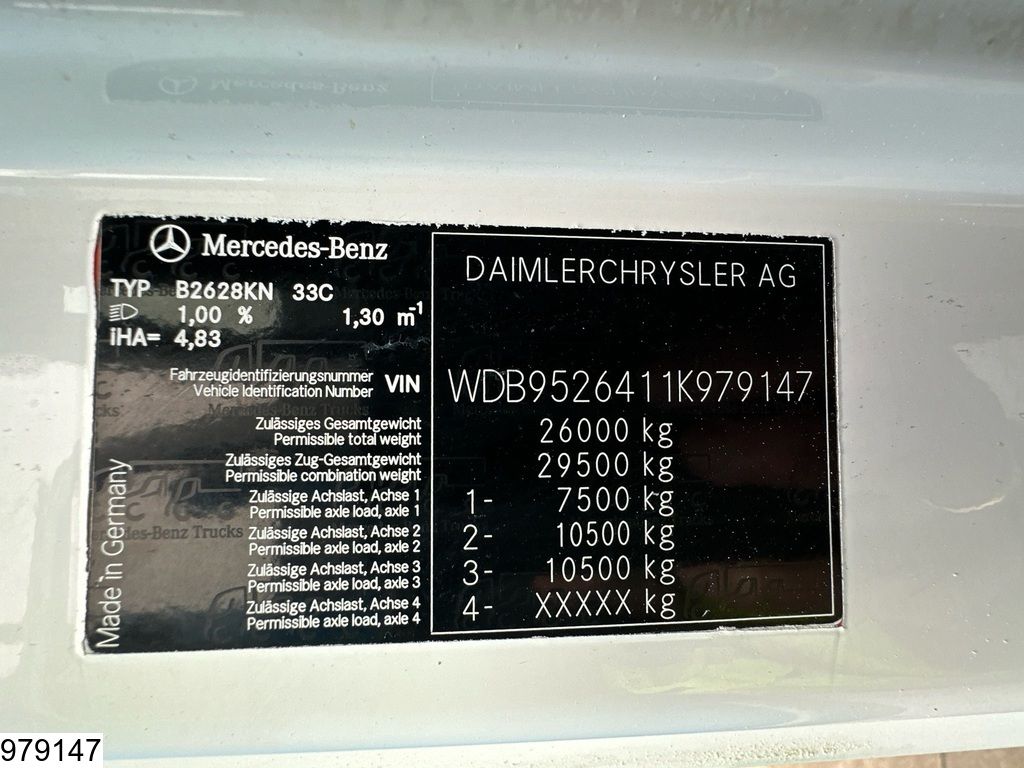 Mercedes-Benz
DAIMLERCHRYSLER AG
TYP B2628KN 33C
1,00 % 1,30 m⁻¹
iHA= 4,83
Fahrzeugidentifizierungsnummer
Vehicle Identification Number VIN WDB9526411K979147
Zulässiges Gesamtgewicht
Permissible total weight 26000 kg
Zulässiges Zug-Gesamtgewicht
Permissible combination weight 29500 kg
Zulässige Achslast, Achse 1
Permissible axle load, axle 1 1- 7500 kg
Zulässige Achslast, Achse 2
Permissible axle load, axle 2 2- 10500 kg
Zulässige Achslast, Achse 3
Permissible axle load, axle 3 3- 10500 kg
Zulässige Achslast, Achse 4
Permissible axle load, axle 4 4- XXXXX kg
Made in Germany
Mercedes-Benz Trucks
979147